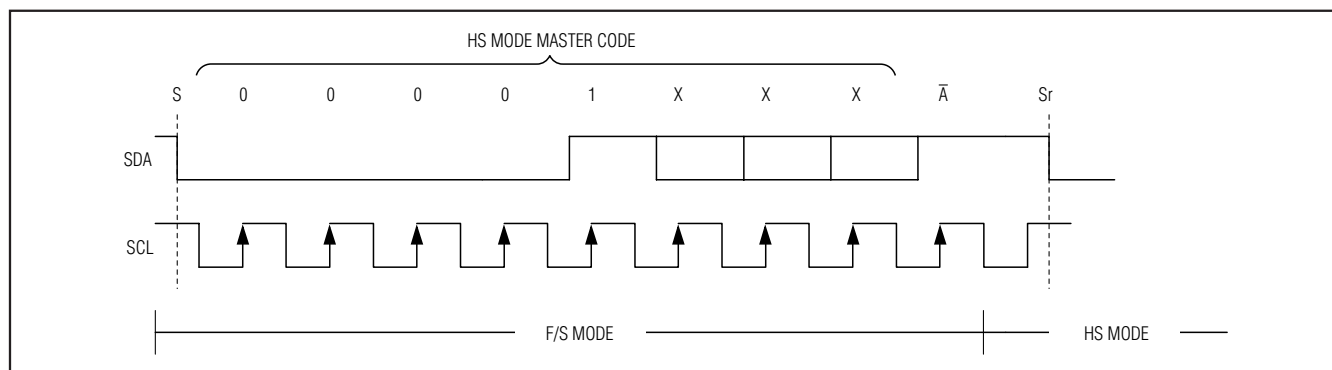 HS MODE MASTER CODE
S 0 0 0 0 1 X X X A̅ Sr
SDA
SCL
F/S MODE HS MODE